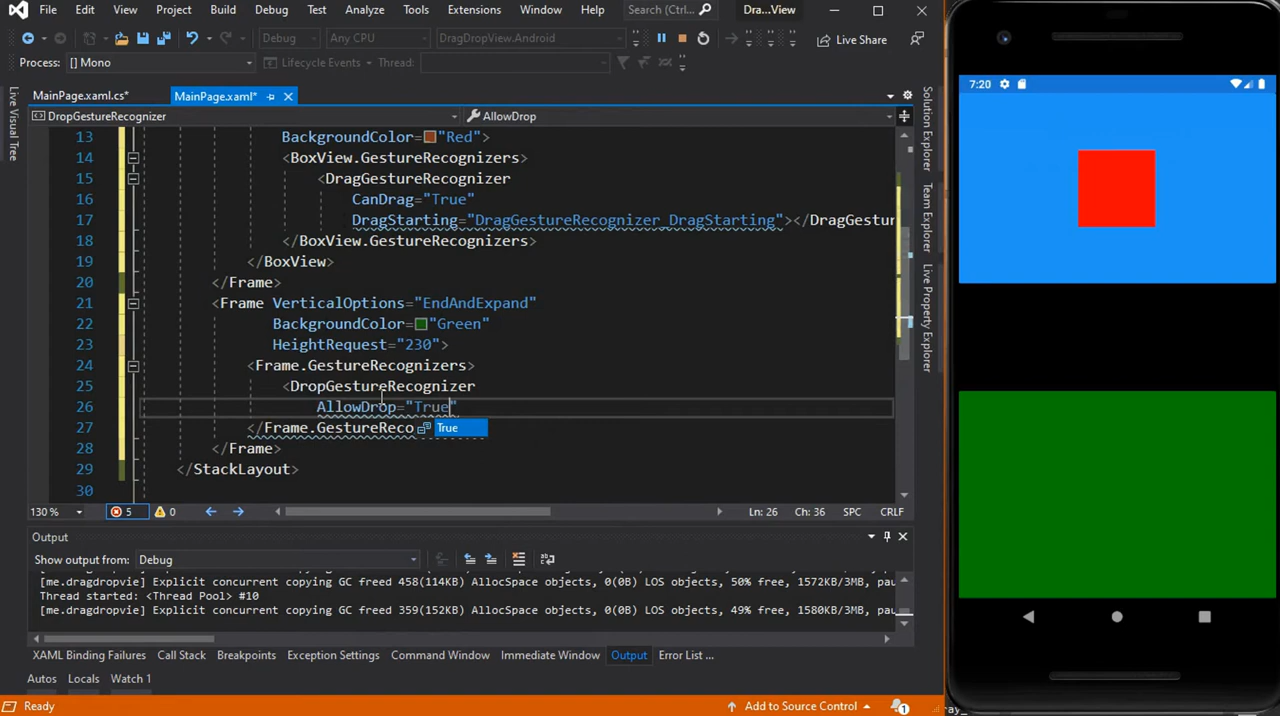 File Edit View Project Build Debug Test Analyze Tools Extensions Window Help Search (Ctrl... Dra...View
Debug Any CPU DragDropView.Android Live Share
Process: [] Mono Lifecycle Events Thread:
MainPage.xaml.cs* MainPage.xaml*
DropGestureRecognizer AllowDrop
Live Visual Tree
13 BackgroundColor="Red">
14 <BoxView.GestureRecognizers>
15 <DragGestureRecognizer
16 CanDrag="True"
17 DragStarting="DragGestureRecognizer_DragStarting"></DragGestur
18 </BoxView.GestureRecognizers>
19 </BoxView>
20 </Frame>
21 <Frame VerticalOptions="EndAndExpand"
22 BackgroundColor="Green"
23 HeightRequest="230">
24 <Frame.GestureRecognizers>
25 <DropGestureRecognizer
26 AllowDrop="True"
27 </Frame.GestureReco True
28 </Frame>
29 </StackLayout>
30
Solution Explorer
Team Explorer
Live Property Explorer
130 % 5 0 Ln: 26 Ch: 36 SPC CRLF
Output
Show output from: Debug
[me.dragdropvie] Explicit concurrent copying GC freed 458(114KB) AllocSpace objects, 0(0B) LOS objects, 50% free, 1572KB/3MB, pau
Thread started: <Thread Pool> #10
[me.dragdropvie] Explicit concurrent copying GC freed 359(152KB) AllocSpace objects, 0(0B) LOS objects, 49% free, 1580KB/3MB, pau
XAML Binding Failures Call Stack Breakpoints Exception Settings Command Window Immediate Window Output Error List ...
Autos Locals Watch 1
Ready Add to Source Control 1
7:20